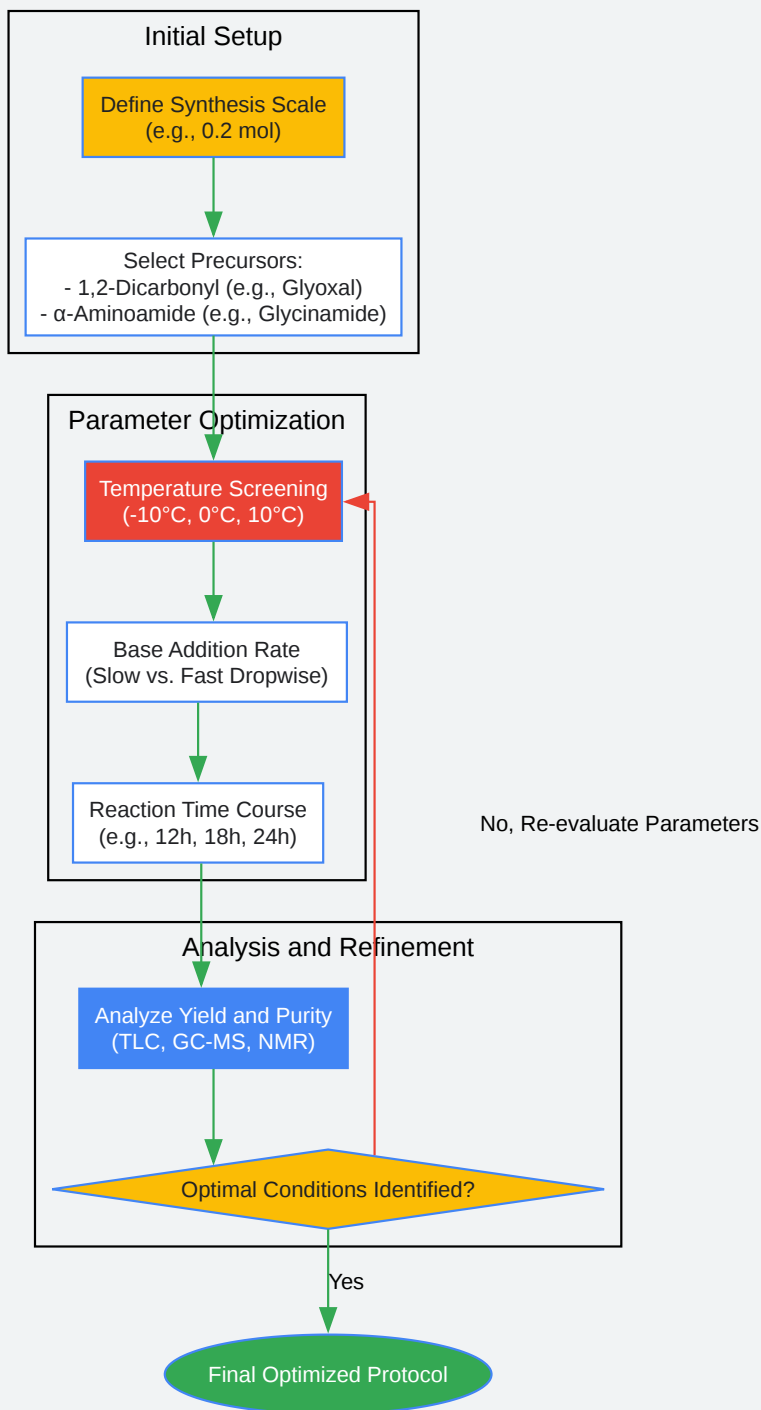 Initial Setup
Define Synthesis Scale
(e.g., 0.2 mol)
Select Precursors:
- 1,2-Dicarbonyl (e.g., Glyoxal)
- α-Aminoamide (e.g., Glycinamide)
Parameter Optimization
Temperature Screening
(-10°C, 0°C, 10°C)
Base Addition Rate
(Slow vs. Fast Dropwise)
Reaction Time Course
(e.g., 12h, 18h, 24h)
No, Re-evaluate Parameters
Analysis and Refinement
Analyze Yield and Purity
(TLC, GC-MS, NMR)
Optimal Conditions Identified?
Yes
Final Optimized Protocol